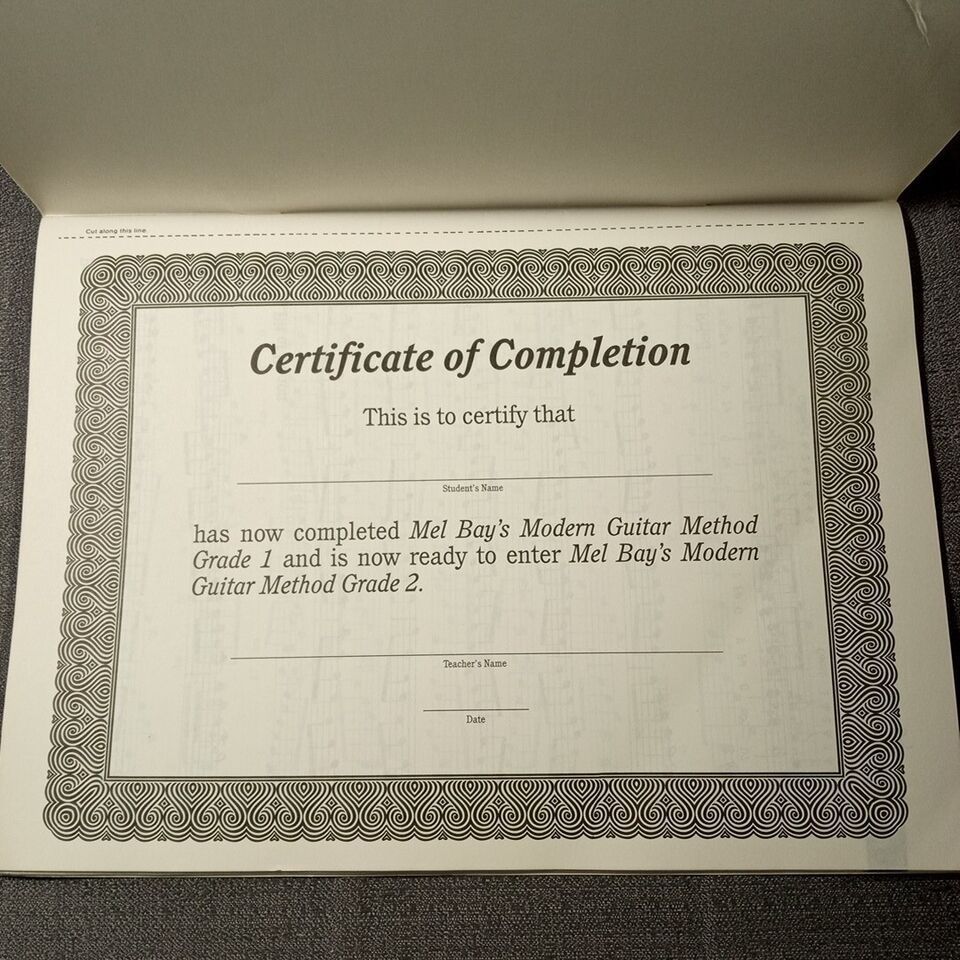 Cut along this line.
Certificate of Completion
This is to certify that
Student's Name
has now completed Mel Bay's Modern Guitar Method
Grade 1 and is now ready to enter Mel Bay's Modern
Guitar Method Grade 2.
Teacher's Name
Date